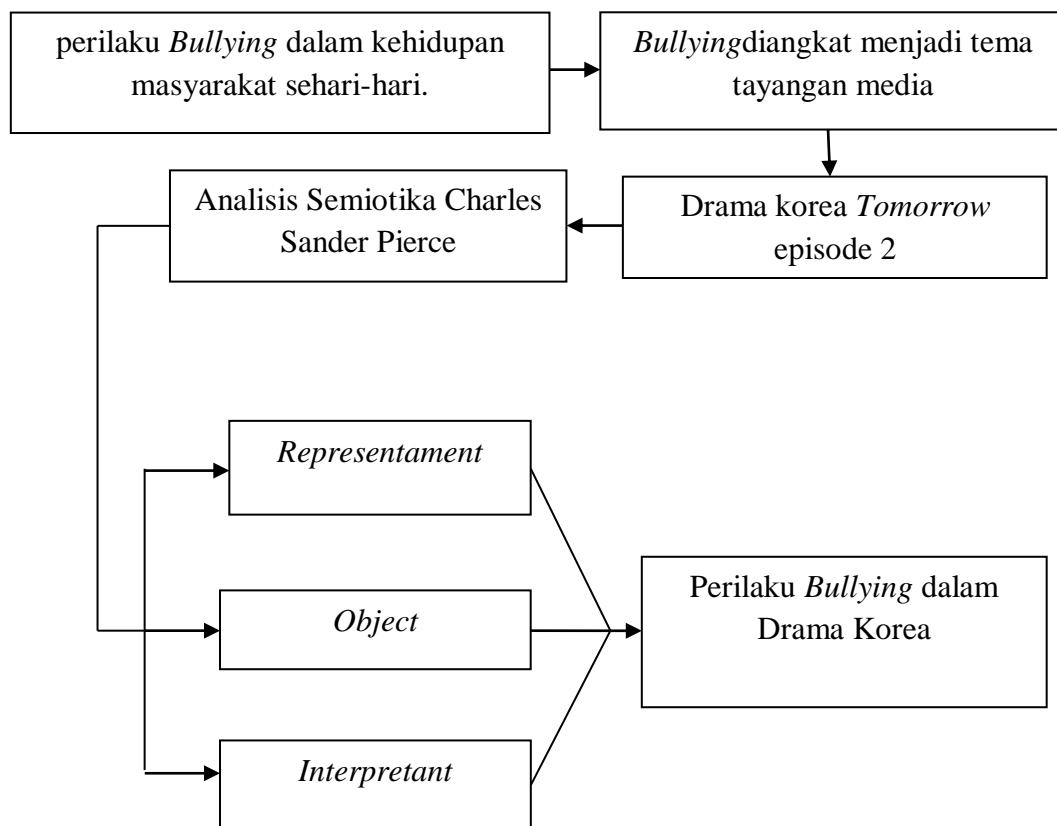 perilaku Bullying dalam kehidupan
masyarakat sehari-hari.
Bullyingdiangkat menjadi tema
tayangan media
Drama korea Tomorrow
episode 2
Analisis Semiotika Charles
Sander Pierce
Representament
Object
Interpretant
Perilaku Bullying dalam
Drama Korea